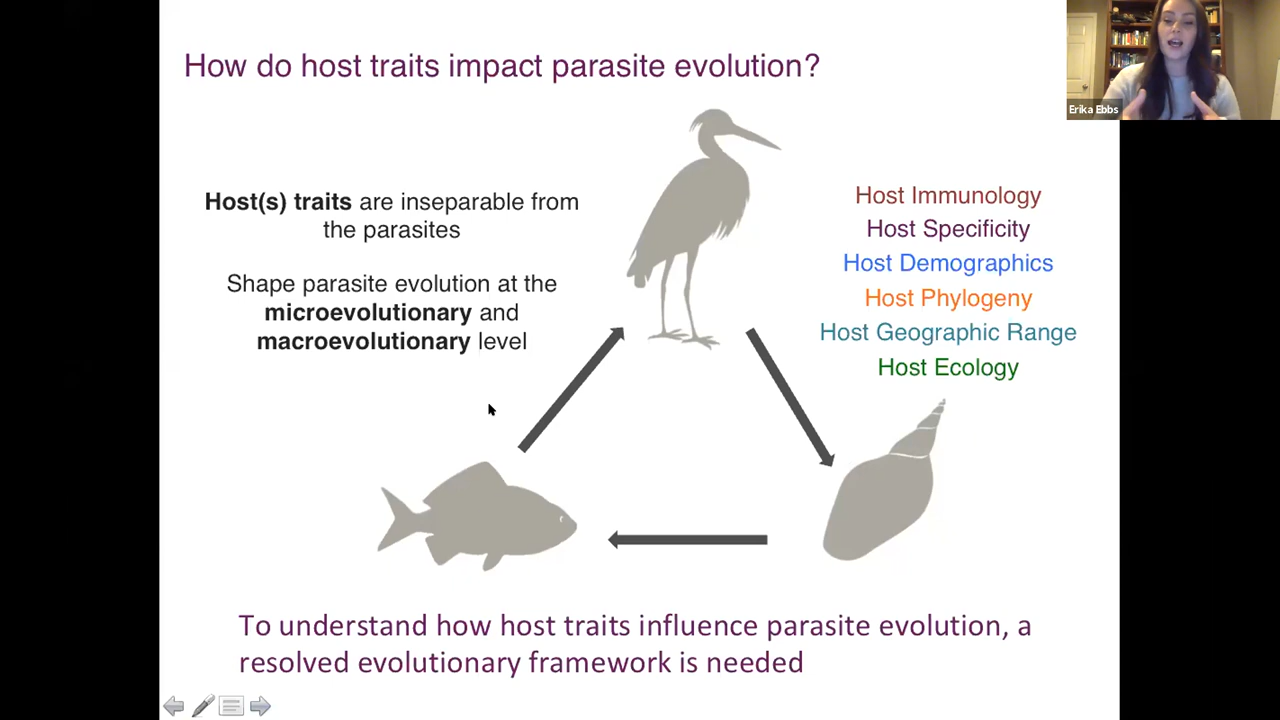 How do host traits impact parasite evolution?
Erika Ebbs
Host(s) traits are inseparable from
the parasites
Shape parasite evolution at the
microevolutionary and
macroevolutionary level
Host Immunology
Host Specificity
Host Demographics
Host Phylogeny
Host Geographic Range
Host Ecology
To understand how host traits influence parasite evolution, a
resolved evolutionary framework is needed